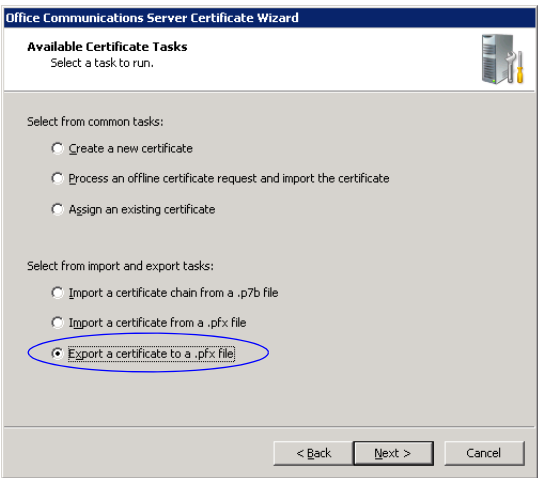 Office Communications Server Certificate Wizard
Available Certificate Tasks
Select a task to run.
Select from common tasks:
Create a new certificate
Process an offline certificate request and import the certificate
Assign an existing certificate
Select from import and export tasks:
Import a certificate chain from a .p7b file
Import a certificate from a .pfx file
Export a certificate to a .pfx file
< Back Next > Cancel